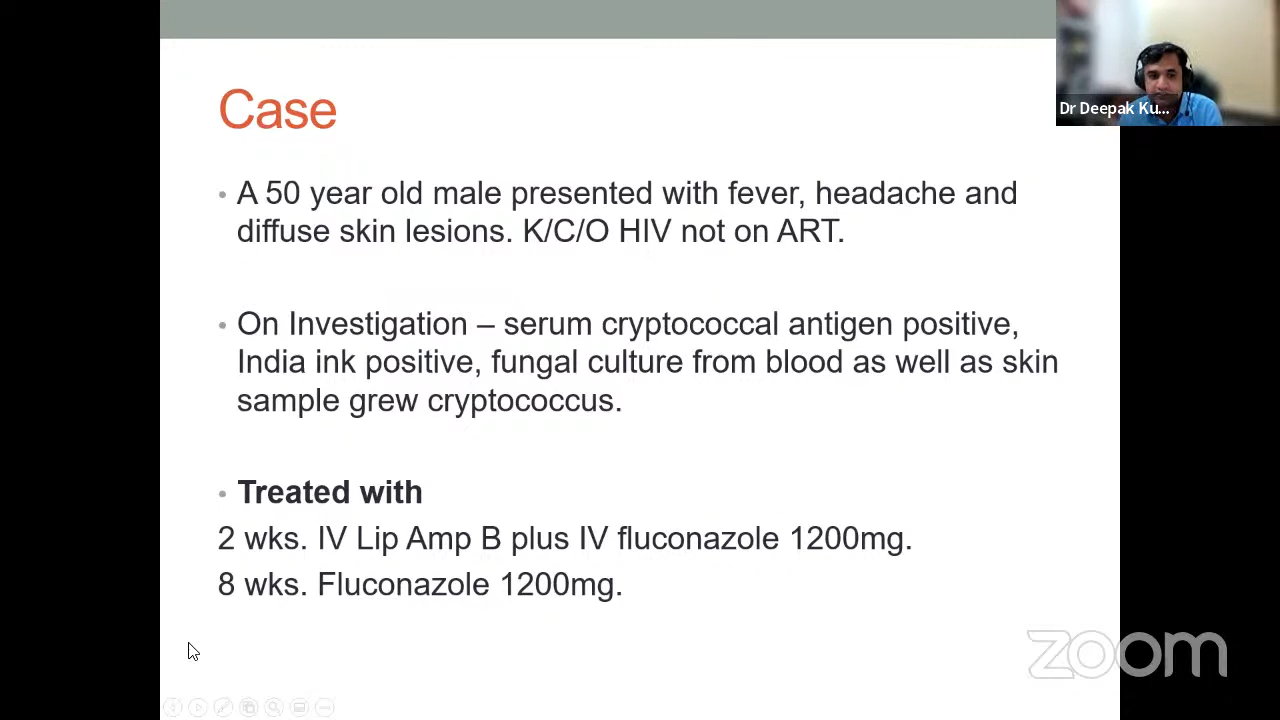 Dr Deepak Ku...
Case
• A 50 year old male presented with fever, headache and
diffuse skin lesions. K/C/O HIV not on ART.
• On Investigation – serum cryptococcal antigen positive,
India ink positive, fungal culture from blood as well as skin
sample grew cryptococcus.
• Treated with
2 wks. IV Lip Amp B plus IV fluconazole 1200mg.
8 wks. Fluconazole 1200mg.
zoom